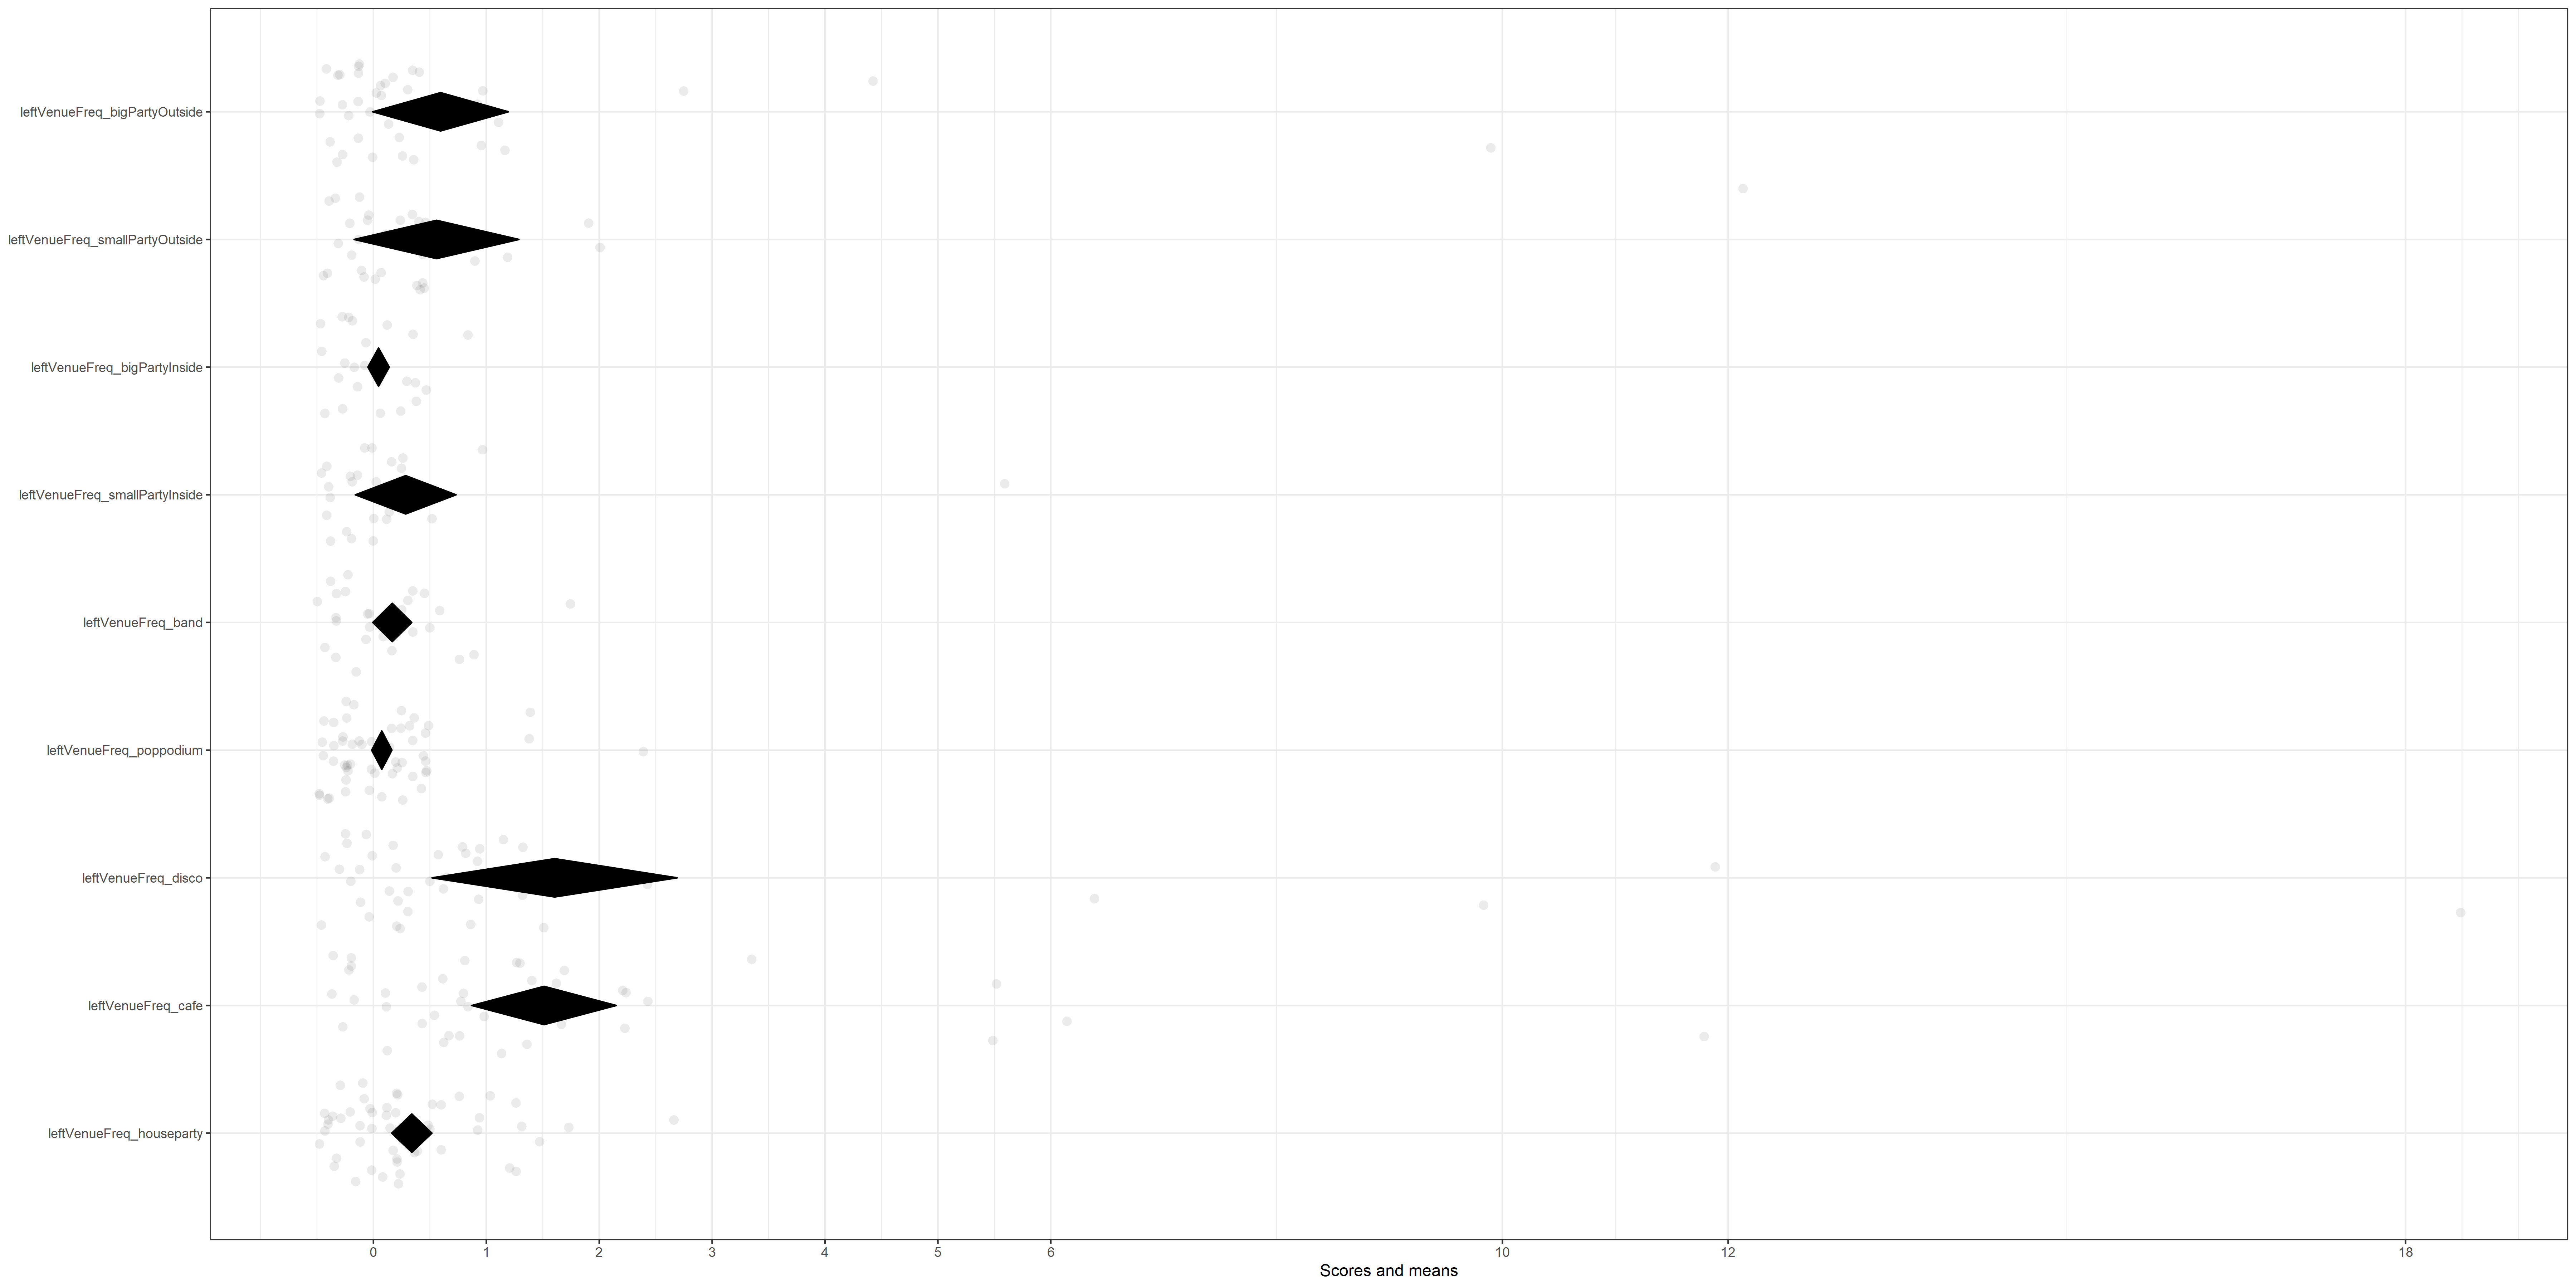 leftVenueFreq_bigPartyOutside
leftVenueFreq_smallPartyOutside
leftVenueFreq_bigPartyInside
leftVenueFreq_smallPartyInside
leftVenueFreq_band
leftVenueFreq_poppodium
leftVenueFreq_disco
leftVenueFreq_cafe
leftVenueFreq_houseparty
0 1 2 3 4 5 6 10 12 18
Scores and means